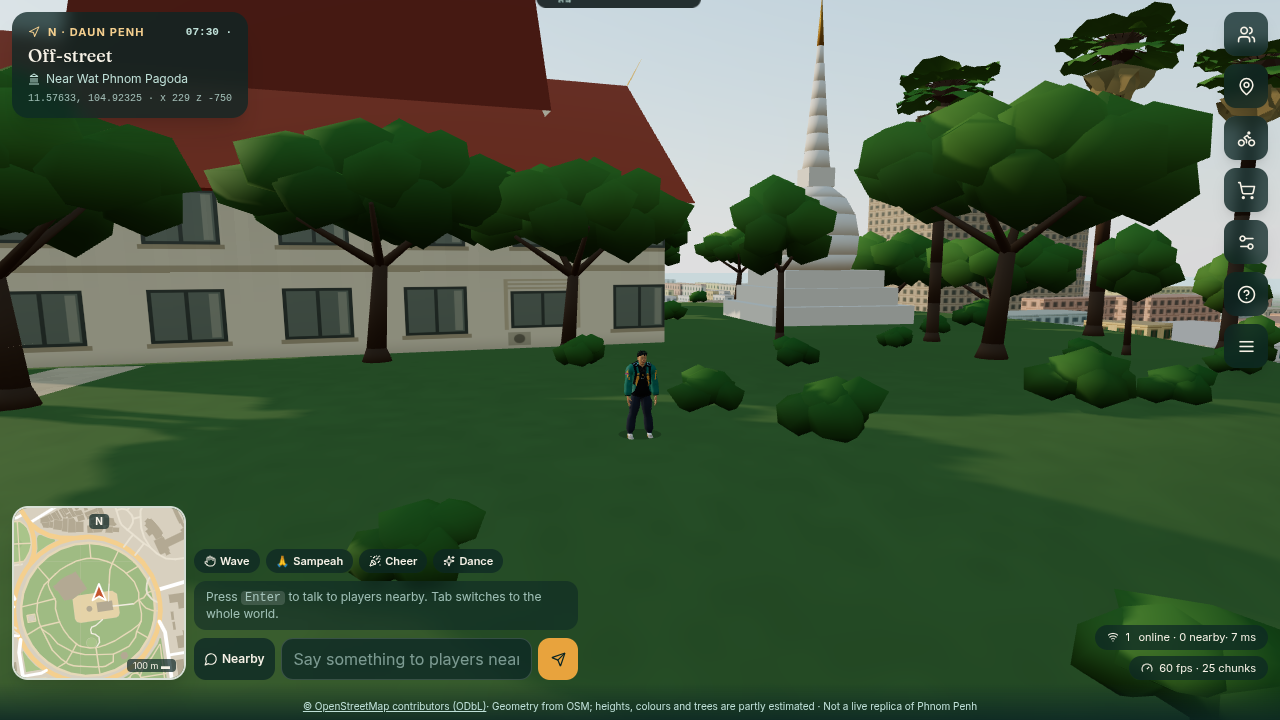 N · DAUN PENH 07:30 ·
Off-street
Near Wat Phnom Pagoda
11.57633, 104.92325 · x 229 z -750
N
100 m
Wave
Sampeah
Cheer
Dance
Press Enter to talk to players nearby. Tab switches to the
whole world.
Nearby
Say something to players near
1 online · 0 nearby · 7 ms
60 fps · 25 chunks
© OpenStreetMap contributors (ODbL) · Geometry from OSM; heights, colours and trees are partly estimated · Not a live replica of Phnom Penh